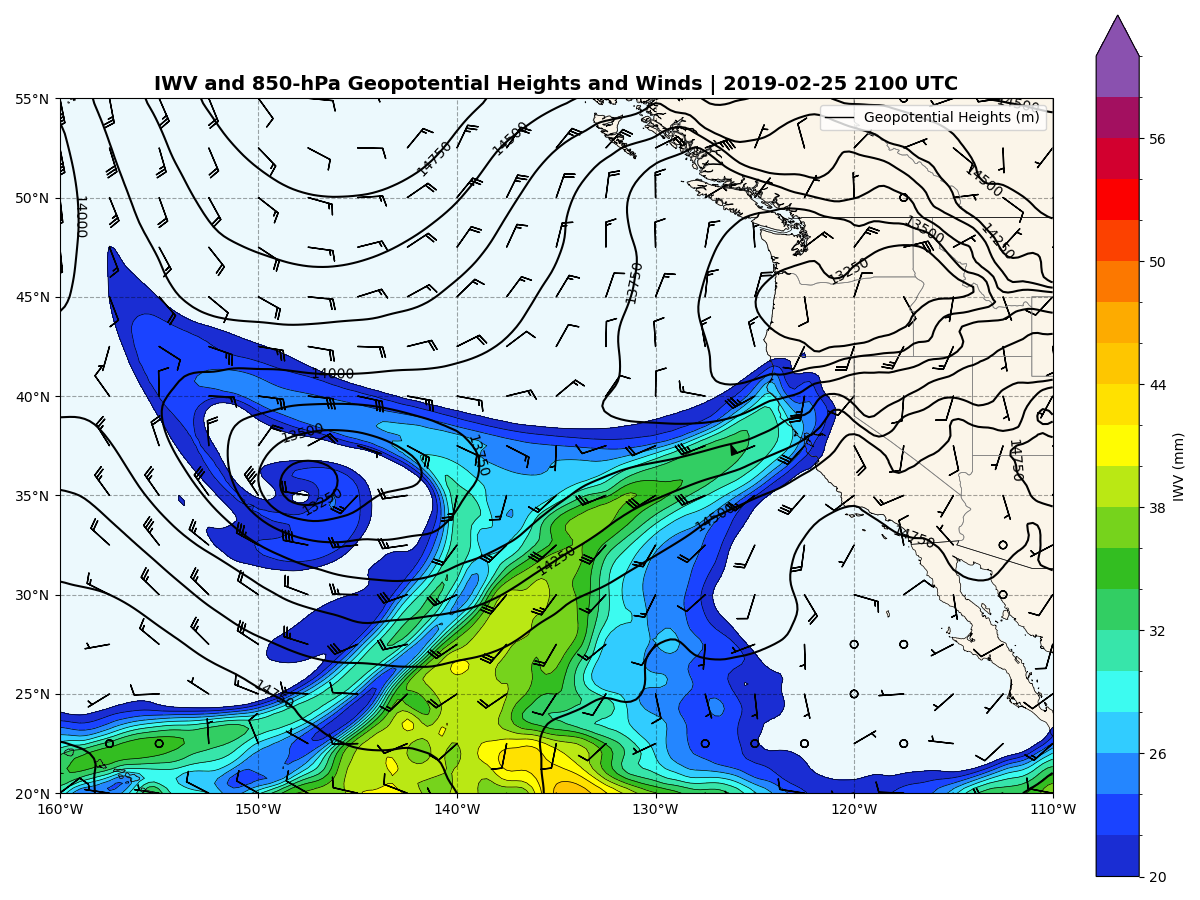 IWV and 850-hPa Geopotential Heights and Winds | 2019-02-25 2100 UTC
Geopotential Heights (m)
55°N
50°N
45°N
40°N
35°N
30°N
25°N
20°N
160°W
150°W
140°W
130°W
120°W
110°W
14000
14750
14500
14500
14500
14250
13500
13250
13750
14000
13500
13750
13250
14250
14500
14750
14750
14750
56
50
44
38
32
26
20
IWV (mm)